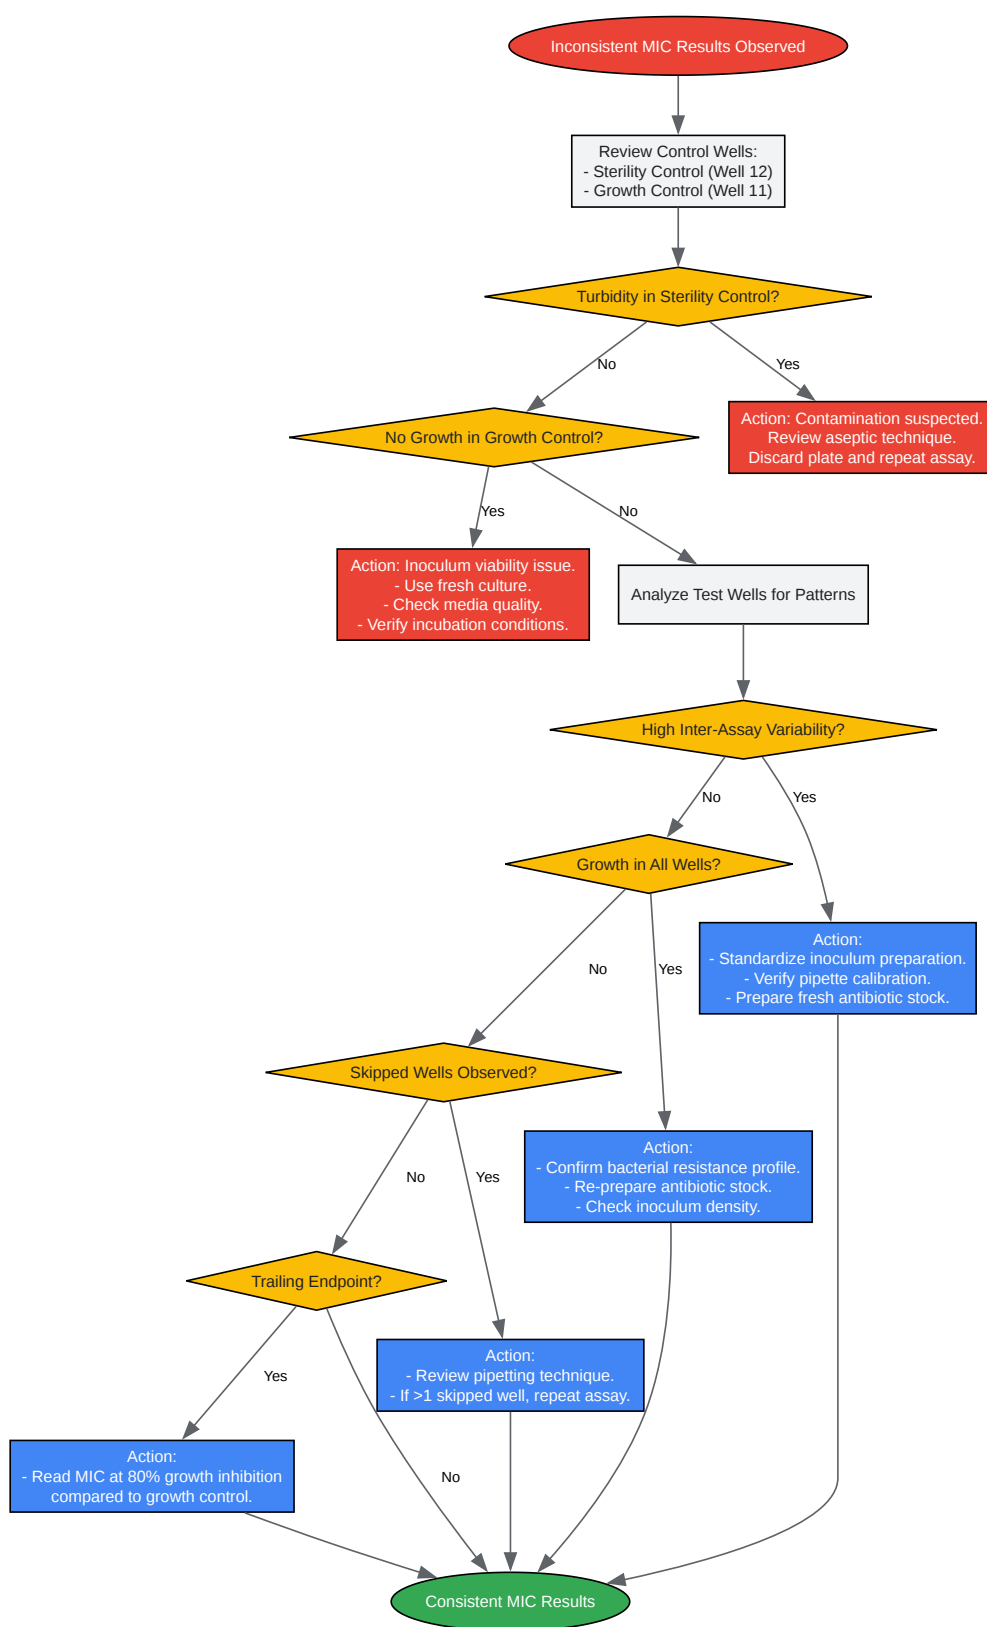 Inconsistent MIC Results Observed
Review Control Wells:
- Sterility Control (Well 12)
- Growth Control (Well 11)
Turbidity in Sterility Control?
No
Yes
Action: Contamination suspected.
Review aseptic technique.
Discard plate and repeat assay.
No Growth in Growth Control?
Yes
No
Action: Inoculum viability issue.
- Use fresh culture.
- Check media quality.
- Verify incubation conditions.
Analyze Test Wells for Patterns
High Inter-Assay Variability?
No
Yes
Growth in All Wells?
Action:
- Standardize inoculum preparation.
- Verify pipette calibration.
- Prepare fresh antibiotic stock.
No
Yes
Skipped Wells Observed?
Action:
- Confirm bacterial resistance profile.
- Re-prepare antibiotic stock.
- Check inoculum density.
No
Yes
Trailing Endpoint?
Action:
- Review pipetting technique.
- If >1 skipped well, repeat assay.
Yes
No
Action:
- Read MIC at 80% growth inhibition
compared to growth control.
Consistent MIC Results